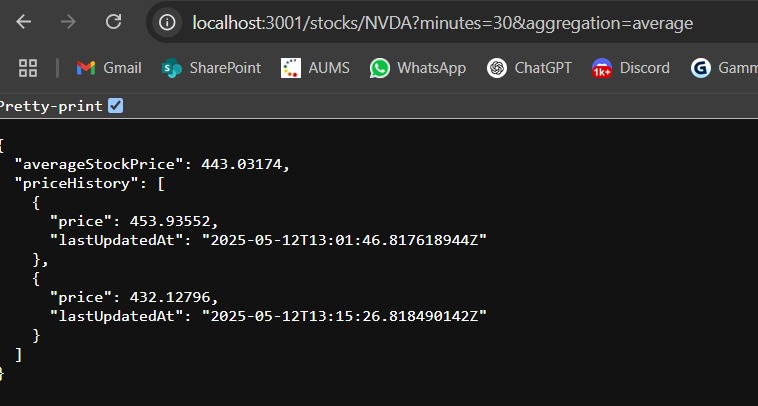 localhost:3001/stocks/NVDA?minutes=30&aggregation=average
Gmail SharePoint AUMS WhatsApp ChatGPT 1k+ Discord G Gamm
Pretty-print
{
"averageStockPrice": 443.03174,
"priceHistory": [
{
"price": 453.93552,
"lastUpdatedAt": "2025-05-12T13:01:46.817618944Z"
},
{
"price": 432.12796,
"lastUpdatedAt": "2025-05-12T13:15:26.818490142Z"
}
]
}